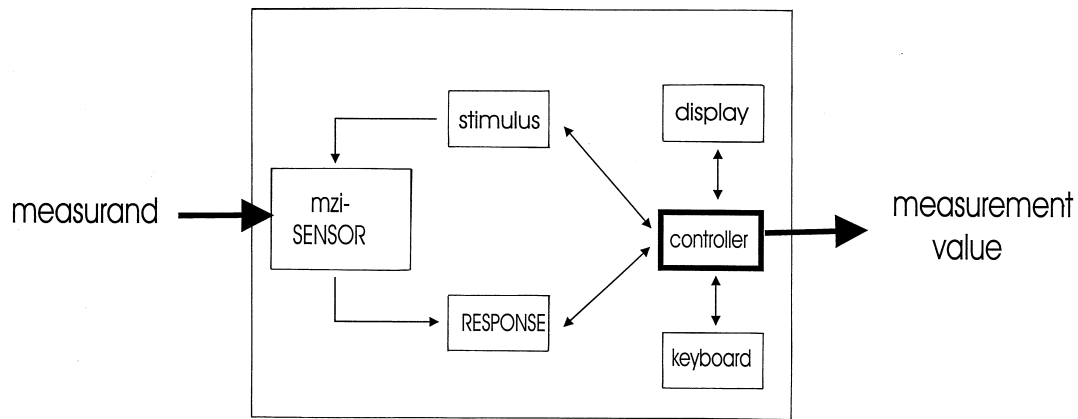 measurand
mzi-
SENSOR
stimulus
RESPONSE
display
controller
keyboard
measurement
value